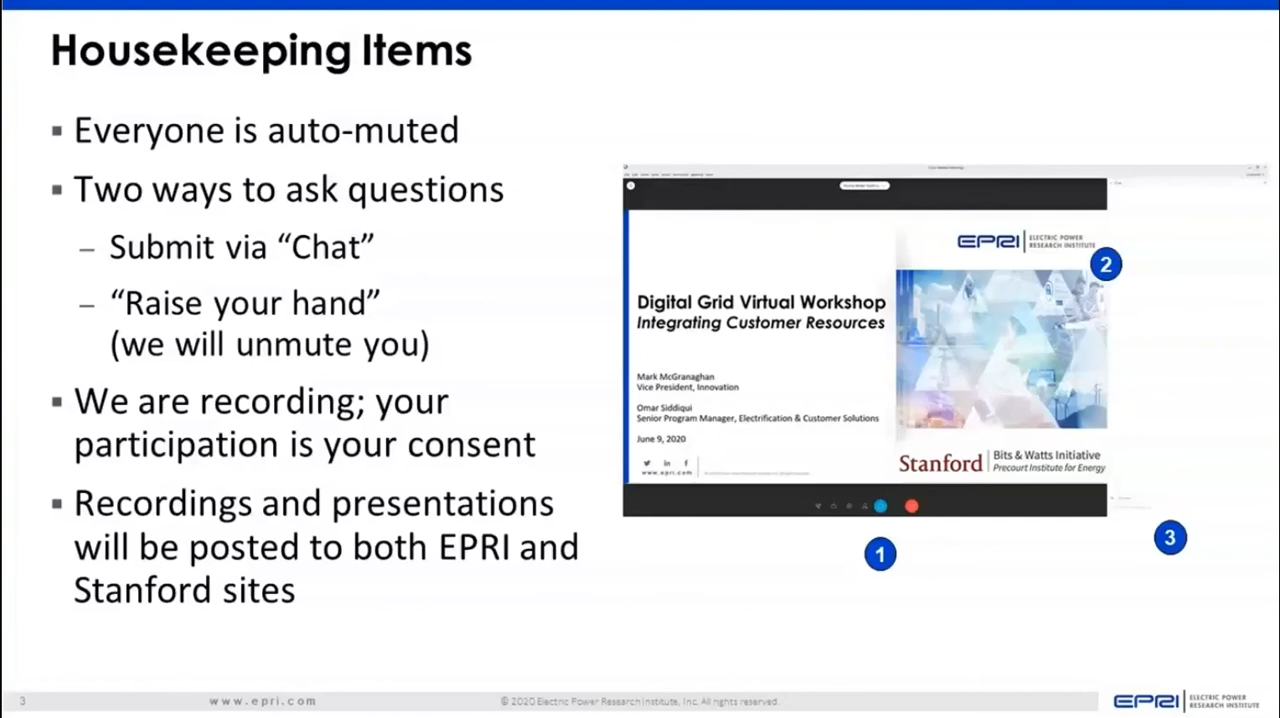 Housekeeping Items
▪ Everyone is auto-muted
▪ Two ways to ask questions
– Submit via “Chat”
– “Raise your hand”
(we will unmute you)
▪ We are recording; your
participation is your consent
▪ Recordings and presentations
will be posted to both EPRI and
Stanford sites
EPRI | ELECTRIC POWER
RESEARCH INSTITUTE
2
Digital Grid Virtual Workshop
Integrating Customer Resources
Mark McGranaghan
Vice President, Innovation
Omar Siddiqui
Senior Program Manager, Electrification & Customer Solutions
June 9, 2020
www.epri.com
Stanford | Bits & Watts Initiative
Precourt Institute for Energy
1
3
3
www.epri.com
© 2020 Electric Power Research Institute, Inc. All rights reserved.
EPRI | ELECTRIC POWER
RESEARCH INSTITUTE